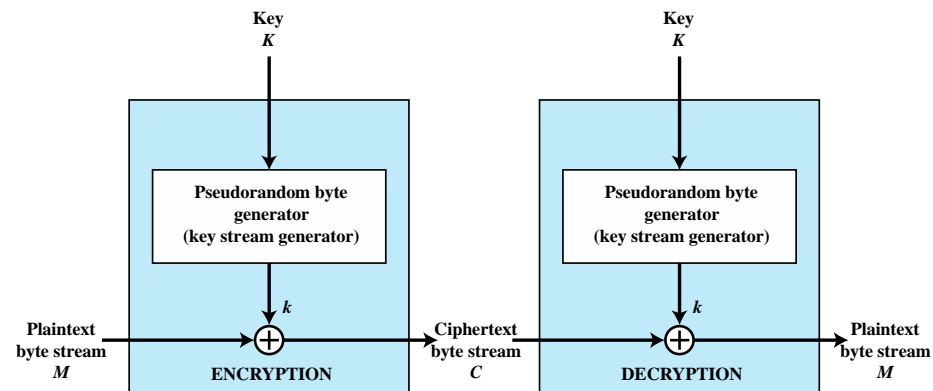 Key
K
Key
K
Pseudorandom byte
generator
(key stream generator)
Pseudorandom byte
generator
(key stream generator)
k
k
Plaintext
byte stream
M
Ciphertext
byte stream
C
Plaintext
byte stream
M
ENCRYPTION
DECRYPTION